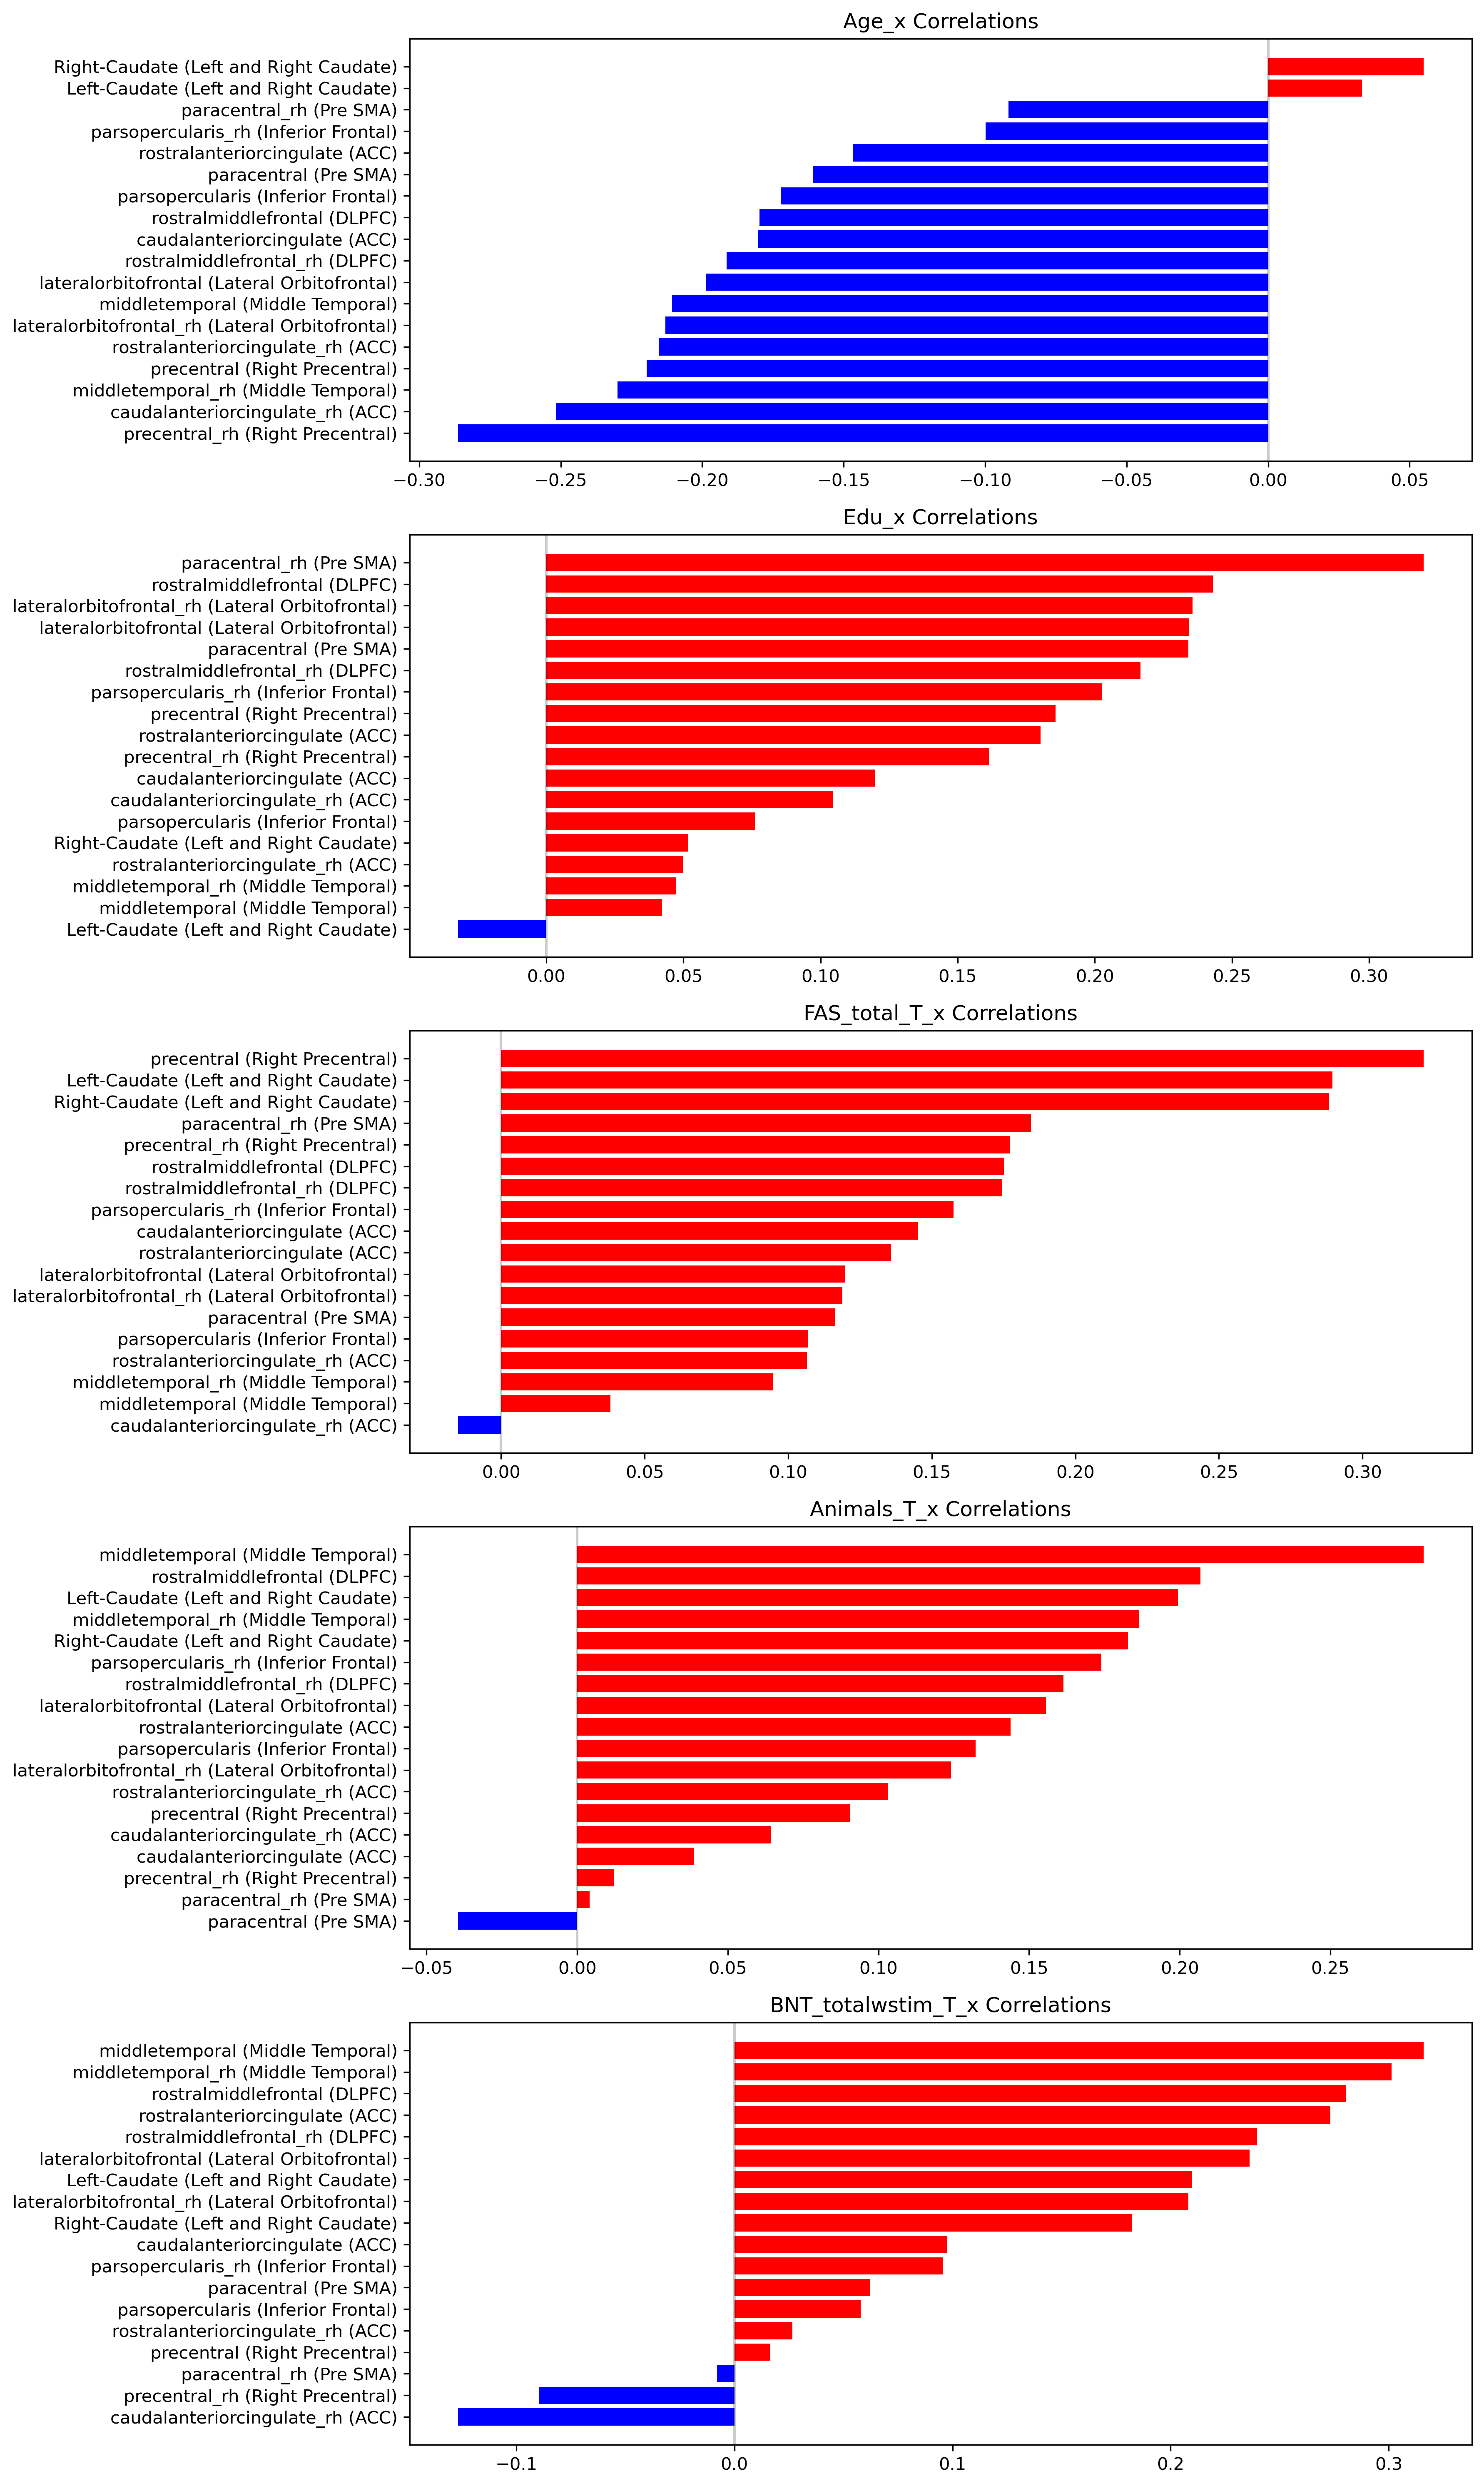 Age_x Correlations
Right-Caudate (Left and Right Caudate)
Left-Caudate (Left and Right Caudate)
paracentral_rh (Pre SMA)
parsopercularis_rh (Inferior Frontal)
rostralanteriorcingulate (ACC)
paracentral (Pre SMA)
parsopercularis (Inferior Frontal)
rostralmiddlefrontal (DLPFC)
caudalanteriorcingulate (ACC)
rostralmiddlefrontal_rh (DLPFC)
lateralorbitofrontal (Lateral Orbitofrontal)
middletemporal (Middle Temporal)
lateralorbitofrontal_rh (Lateral Orbitofrontal)
rostralanteriorcingulate_rh (ACC)
precentral (Right Precentral)
middletemporal_rh (Middle Temporal)
caudalanteriorcingulate_rh (ACC)
precentral_rh (Right Precentral)
−0.30 −0.25 −0.20 −0.15 −0.10 −0.05 0.00 0.05
Edu_x Correlations
paracentral_rh (Pre SMA)
rostralmiddlefrontal (DLPFC)
lateralorbitofrontal_rh (Lateral Orbitofrontal)
lateralorbitofrontal (Lateral Orbitofrontal)
paracentral (Pre SMA)
rostralmiddlefrontal_rh (DLPFC)
parsopercularis_rh (Inferior Frontal)
precentral (Right Precentral)
rostralanteriorcingulate (ACC)
precentral_rh (Right Precentral)
caudalanteriorcingulate (ACC)
caudalanteriorcingulate_rh (ACC)
parsopercularis (Inferior Frontal)
Right-Caudate (Left and Right Caudate)
rostralanteriorcingulate_rh (ACC)
middletemporal_rh (Middle Temporal)
middletemporal (Middle Temporal)
Left-Caudate (Left and Right Caudate)
0.00 0.05 0.10 0.15 0.20 0.25 0.30
FAS_total_T_x Correlations
precentral (Right Precentral)
Left-Caudate (Left and Right Caudate)
Right-Caudate (Left and Right Caudate)
paracentral_rh (Pre SMA)
precentral_rh (Right Precentral)
rostralmiddlefrontal (DLPFC)
rostralmiddlefrontal_rh (DLPFC)
parsopercularis_rh (Inferior Frontal)
caudalanteriorcingulate (ACC)
rostralanteriorcingulate (ACC)
lateralorbitofrontal (Lateral Orbitofrontal)
lateralorbitofrontal_rh (Lateral Orbitofrontal)
paracentral (Pre SMA)
parsopercularis (Inferior Frontal)
rostralanteriorcingulate_rh (ACC)
middletemporal_rh (Middle Temporal)
middletemporal (Middle Temporal)
caudalanteriorcingulate_rh (ACC)
0.00 0.05 0.10 0.15 0.20 0.25 0.30
Animals_T_x Correlations
middletemporal (Middle Temporal)
rostralmiddlefrontal (DLPFC)
Left-Caudate (Left and Right Caudate)
middletemporal_rh (Middle Temporal)
Right-Caudate (Left and Right Caudate)
parsopercularis_rh (Inferior Frontal)
rostralmiddlefrontal_rh (DLPFC)
lateralorbitofrontal (Lateral Orbitofrontal)
rostralanteriorcingulate (ACC)
parsopercularis (Inferior Frontal)
lateralorbitofrontal_rh (Lateral Orbitofrontal)
rostralanteriorcingulate_rh (ACC)
precentral (Right Precentral)
caudalanteriorcingulate_rh (ACC)
caudalanteriorcingulate (ACC)
precentral_rh (Right Precentral)
paracentral_rh (Pre SMA)
paracentral (Pre SMA)
−0.05 0.00 0.05 0.10 0.15 0.20 0.25
BNT_totalwstim_T_x Correlations
middletemporal (Middle Temporal)
middletemporal_rh (Middle Temporal)
rostralmiddlefrontal (DLPFC)
rostralanteriorcingulate (ACC)
rostralmiddlefrontal_rh (DLPFC)
lateralorbitofrontal (Lateral Orbitofrontal)
Left-Caudate (Left and Right Caudate)
lateralorbitofrontal_rh (Lateral Orbitofrontal)
Right-Caudate (Left and Right Caudate)
caudalanteriorcingulate (ACC)
parsopercularis_rh (Inferior Frontal)
paracentral (Pre SMA)
parsopercularis (Inferior Frontal)
rostralanteriorcingulate_rh (ACC)
precentral (Right Precentral)
paracentral_rh (Pre SMA)
precentral_rh (Right Precentral)
caudalanteriorcingulate_rh (ACC)
−0.1 0.0 0.1 0.2 0.3